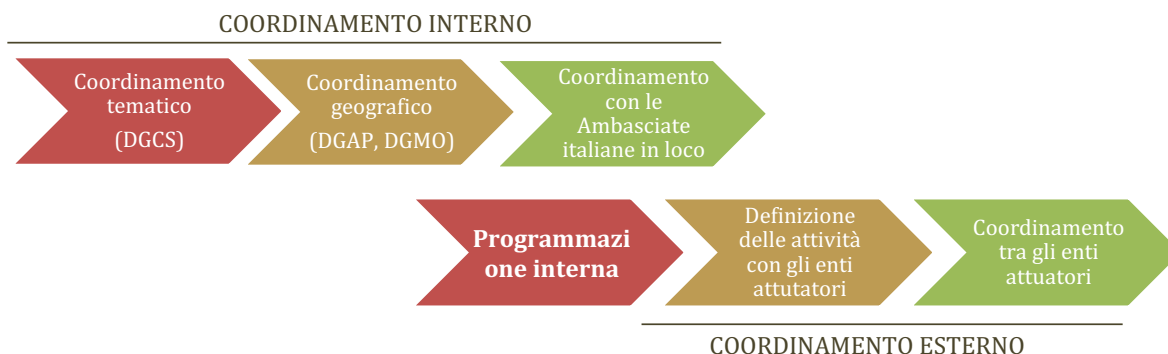 COORDINAMENTO INTERNO
Coordinamento
tematico
(DGCS)
Coordinamento
geografico
(DGAP, DGMO)
Coordinamento
con le
Ambasciate
italiane in loco
Programmazi
one interna
Definizione
delle attività
con gli enti
attutatori
Coordinamento
tra gli enti
attuatori
COORDINAMENTO ESTERNO